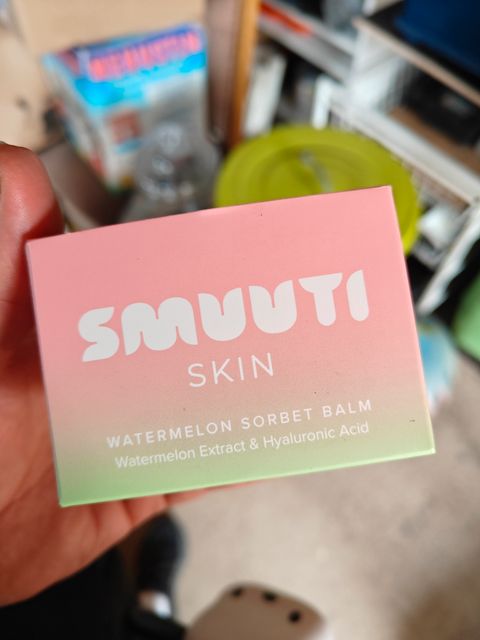 SMUUTI
SKIN
WATERMELON SORBET BALM
Watermelon Extract & Hyaluronic Acid